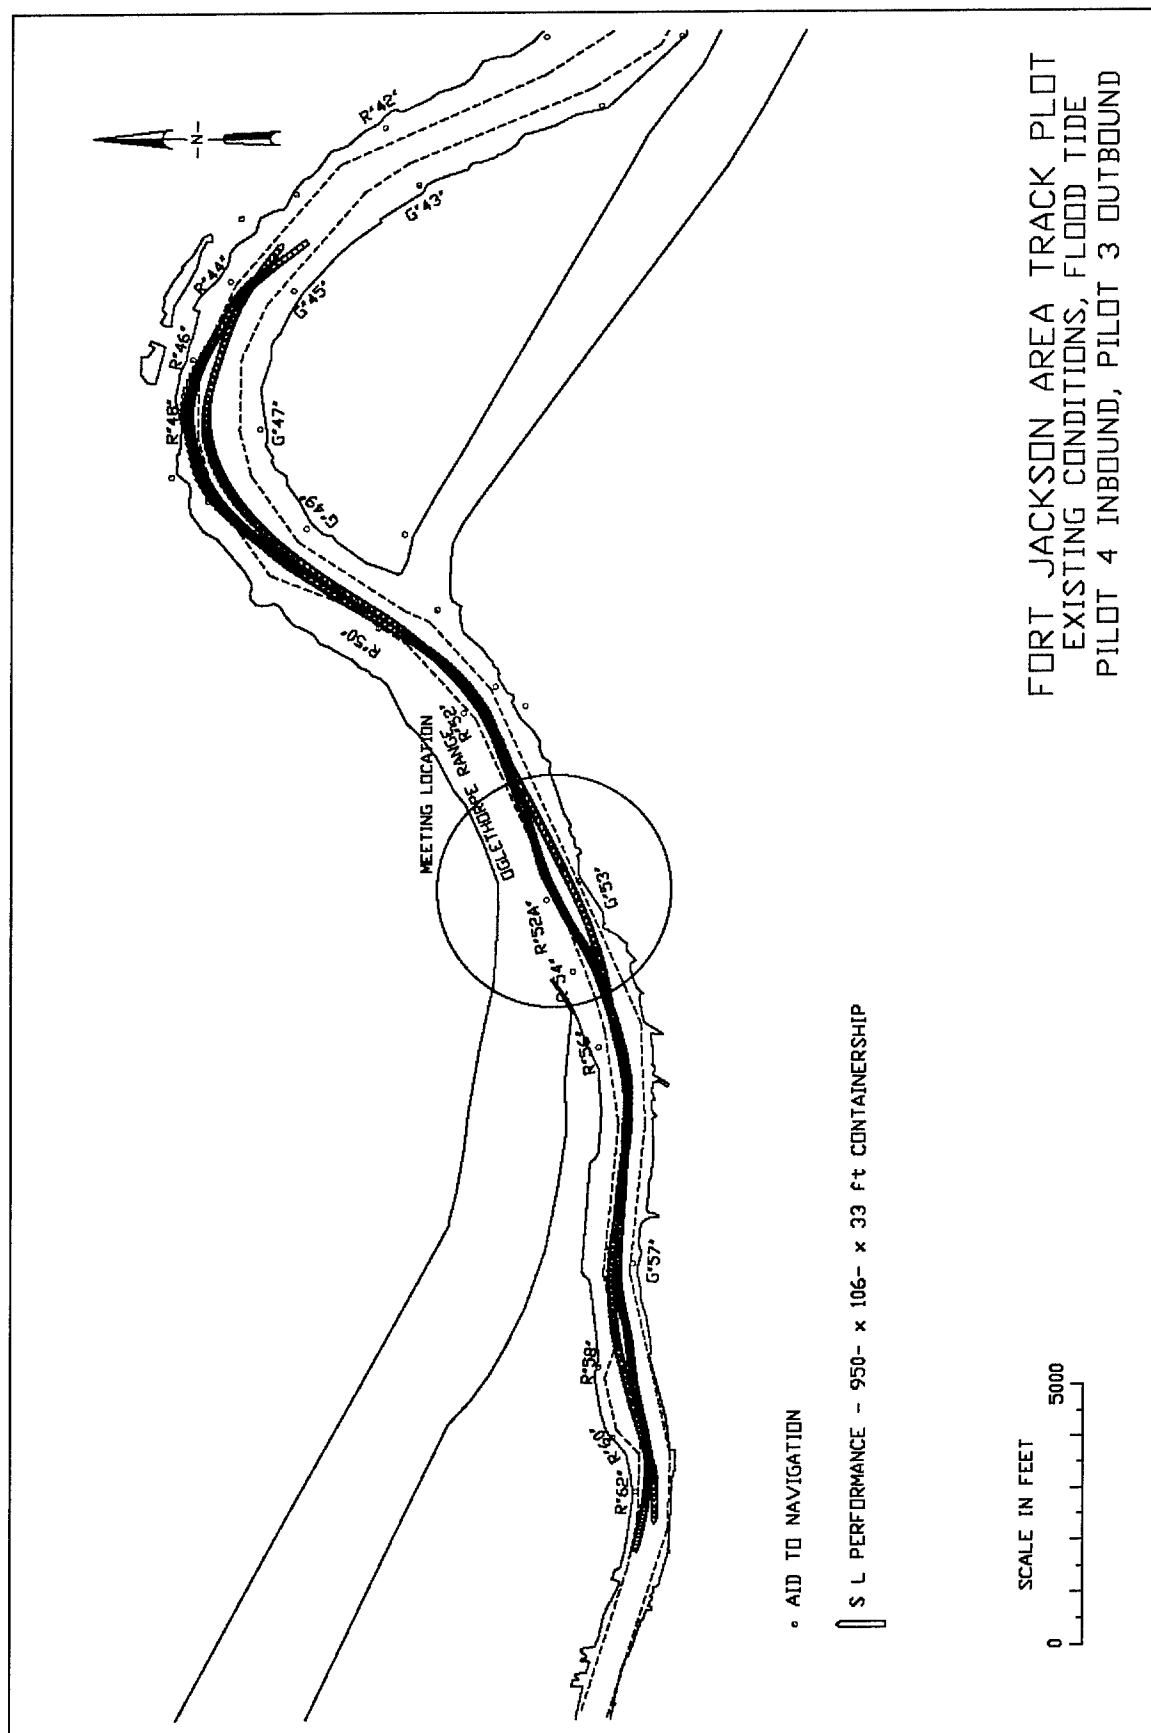 R"42"
-N-
G"43"
R"44"
G"45"
R"46"
R"48"
G"47"
G"49"
R"50"
R"52"
MEETING LOCATION
OGLETHORPE RANGE
R"52A"
G"53"
R"54"
R"56"
G"57"
R"58"
R"60"
R"62"
AID TO NAVIGATION
S L PERFORMANCE - 950- x 106- x 33 ft CONTAINERSHIP
SCALE IN FEET
0 5000
FORT JACKSON AREA TRACK PLOT
EXISTING CONDITIONS, FLOOD TIDE
PILOT 4 INBOUND, PILOT 3 OUTBOUND